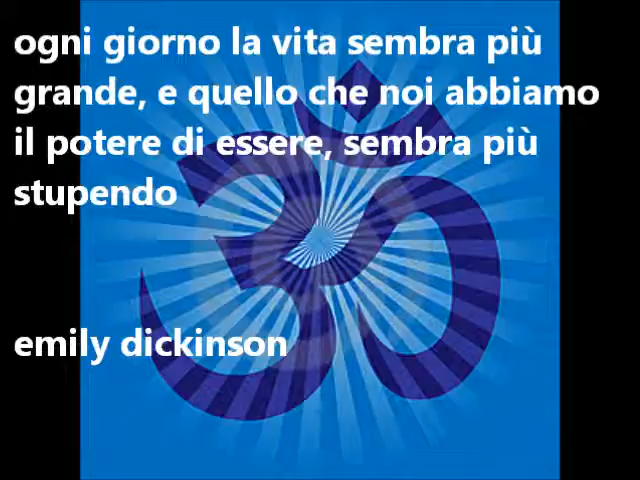 ogni giorno la vita sembra più
grande, e quello che noi abbiamo
il potere di essere, sembra più
stupendo
emily dickinson